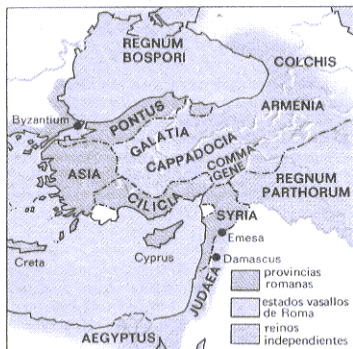 REGNUM
BOSPORI
COLCHIS
ARMENIA
Byzantium
PONTUS
GALATIA
CAPPADOCIA
COMMA
GENE
ASIA
CILICIA
REGNUM
PARTHORUM
SYRIA
Emesa
Damascus
Creta
Cyprus
JUDAEA
AEGYPTUS
provincias
romanas
estados vasallos
de Roma
reinos
independientes